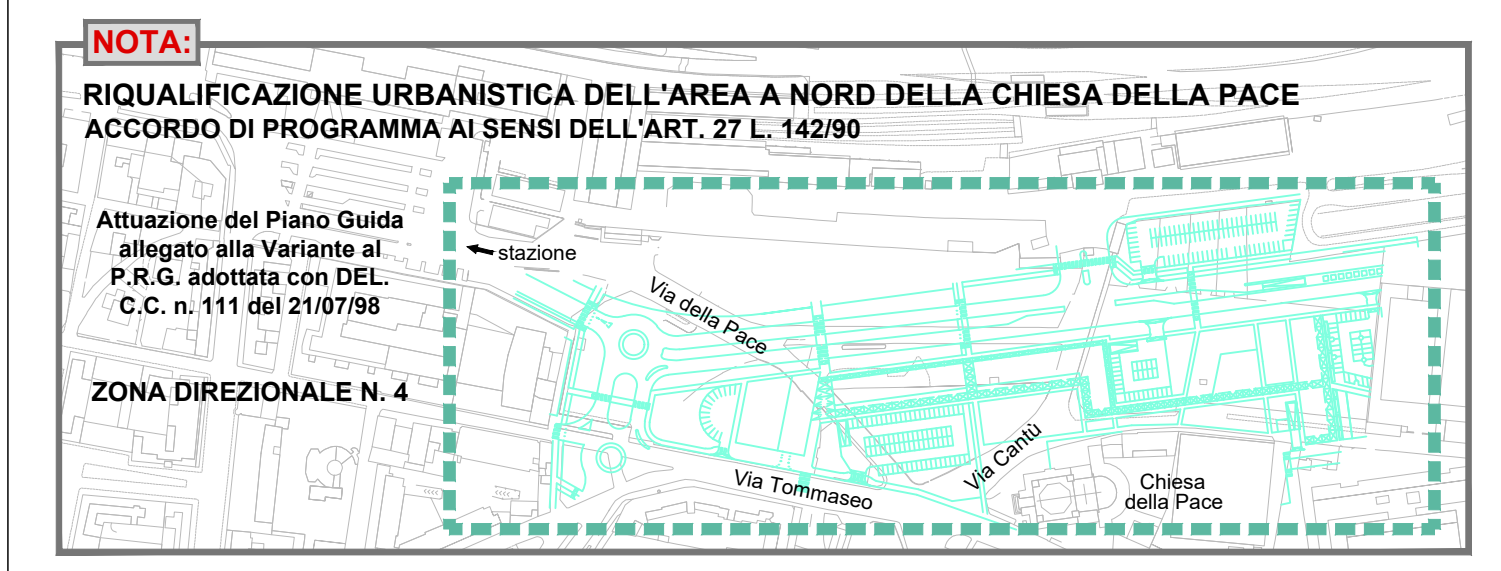 NOTA:
RIQUALIFICAZIONE URBANISTICA DELL'AREA A NORD DELLA CHIESA DELLA PACE
ACCORDO DI PROGRAMMA AI SENSI DELL'ART. 27 L. 142/90
Attuazione del Piano Guida
allegato alla Variante al
P.R.G. adottata con DEL.
C.C. n. 111 del 21/07/98
ZONA DIREZIONALE N. 4
stazione
Via della Pace
Via Cantù
Via Tommaseo
Chiesa
della Pace